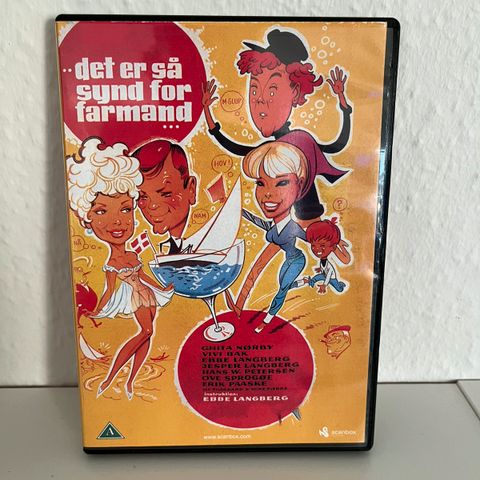 ...det er så
synd for
farmand...
M-GLUP
HOV!
NAM
NÅ
?
GHITA NØRBY
VIVI BAK
EBBE LANGBERG
JESPER LANGBERG
HANS W. PETERSEN
OVE SPROGØE
ERIK PAASKE
instruktion:
EBBE LANGBERG
A
www.scanbox.com
scanbox